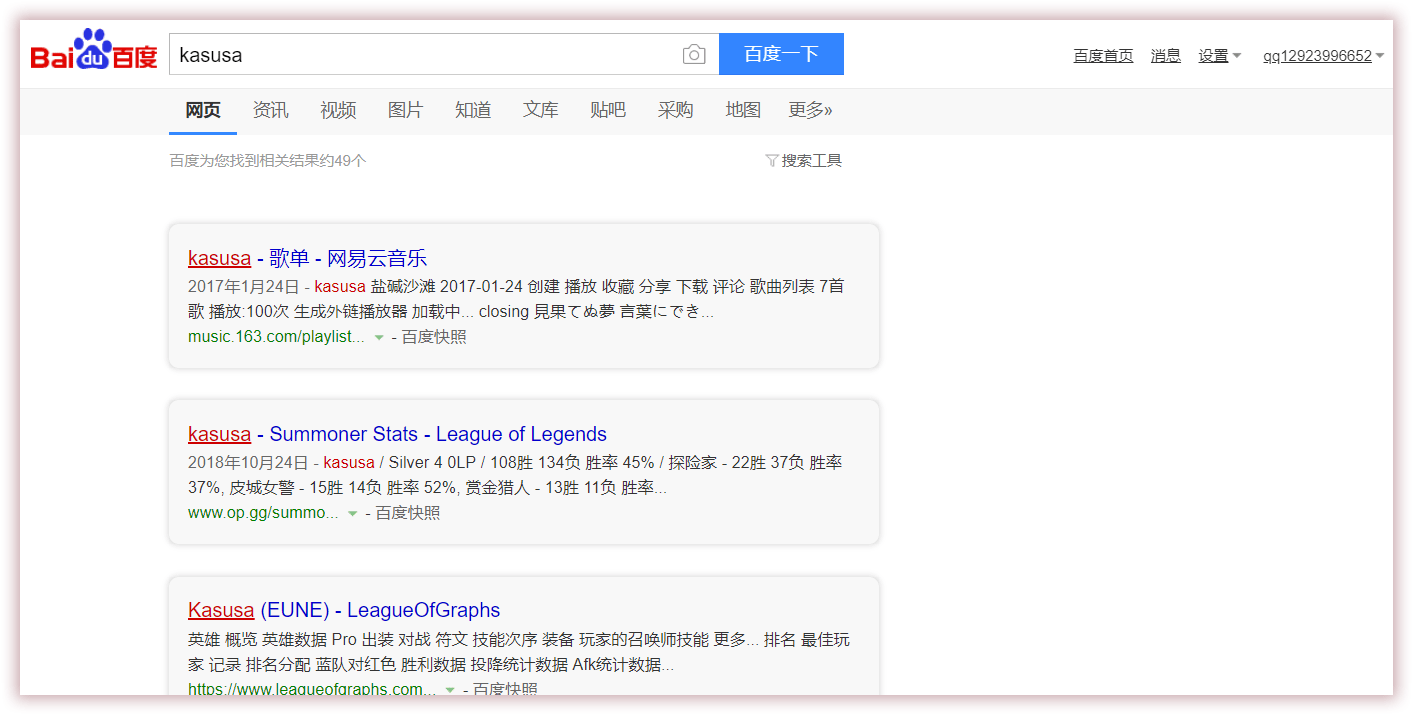 Baidu百度 kasusa 百度一下 百度首页 消息 设置 qq12923996652
网页 资讯 视频 图片 知道 文库 贴吧 采购 地图 更多»
百度为您找到相关结果约49个 搜索工具
kasusa - 歌单 - 网易云音乐
2017年1月24日 - kasusa 盐碱沙滩 2017-01-24 创建 播放 收藏 分享 下载 评论 歌曲列表 7首
歌 播放:100次 生成外链播放器 加载中... closing 見果てぬ夢 言葉にでき...
music.163.com/playlist... - 百度快照
kasusa - Summoner Stats - League of Legends
2018年10月24日 - kasusa / Silver 4 0LP / 108胜 134负 胜率 45% / 探险家 - 22胜 37负 胜率
37%, 皮城女警 - 15胜 14负 胜率 52%, 赏金猎人 - 13胜 11负 胜率...
www.op.gg/summo... - 百度快照
Kasusa (EUNE) - LeagueOfGraphs
英雄 概览 英雄数据 Pro 出装 对战 符文 技能次序 装备 玩家的召唤师技能 更多... 排名 最佳玩
家 记录 排名分配 蓝队对红色 胜利数据 投降统计数据 Afk统计数据...
https://www.leagueofgraphs.com... - 百度快照